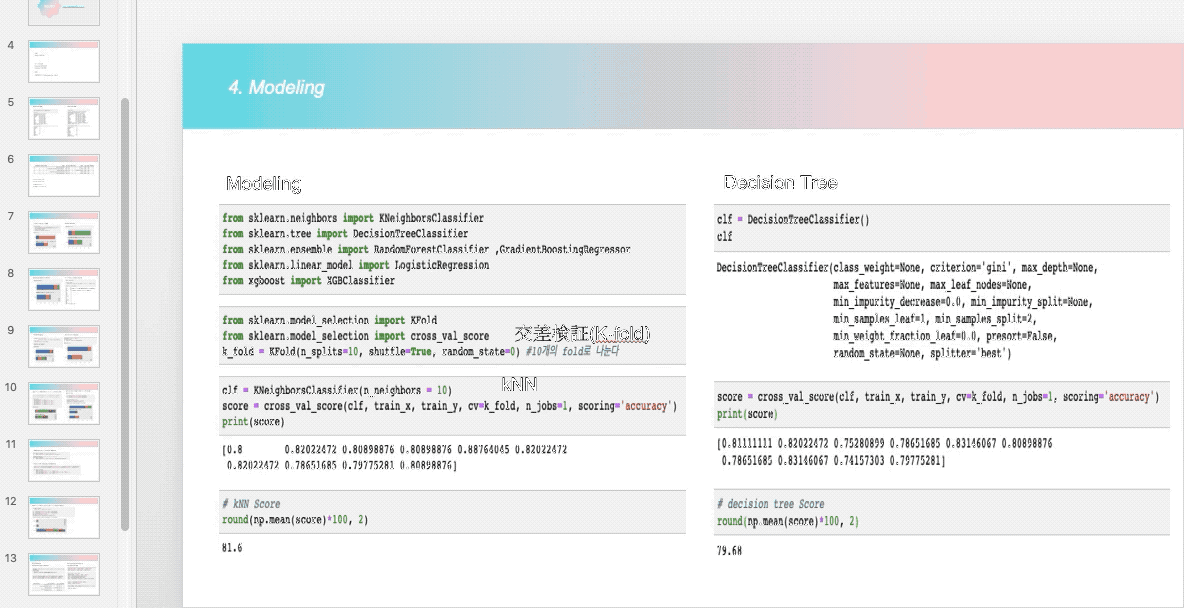 4
5
6
7
8
9
10
11
12
13
4. Modeling
Modeling
from sklearn.neighbors import KNeighborsClassifier
from sklearn.tree import DecisionTreeClassifier
from sklearn.ensemble import RandomForestClassifier ,GradientBoostingRegressor
from sklearn.linear_model import LogisticRegression
from xgboost import XGBClassifier
from sklearn.model_selection import KFold
from sklearn.model_selection import cross_val_score
交差検証(K-fold)
k_fold = KFold(n_splits=10, shuffle=True, random_state=0) #10개의 fold로 나눈다
kNN
clf = KNeighborsClassifier(n_neighbors = 10)
score = cross_val_score(clf, train_x, train_y, cv=k_fold, n_jobs=1, scoring='accuracy')
print(score)
[0.8 0.82022472 0.80898876 0.80898876 0.88764045 0.82022472
0.82022472 0.78651685 0.79775281 0.80898876]
# kNN Score
round(np.mean(score)*100, 2)
81.6
Decision Tree
clf = DecisionTreeClassifier()
clf
DecisionTreeClassifier(class_weight=None, criterion='gini', max_depth=None,
max_features=None, max_leaf_nodes=None,
min_impurity_decrease=0.0, min_impurity_split=None,
min_samples_leaf=1, min_samples_split=2,
min_weight_fraction_leaf=0.0, presort=False,
random_state=None, splitter='best')
score = cross_val_score(clf, train_x, train_y, cv=k_fold, n_jobs=1, scoring='accuracy')
print(score)
[0.81111111 0.82022472 0.75280899 0.78651685 0.83146067 0.80898876
0.78651685 0.83146067 0.74157303 0.79775281]
# decision tree Score
round(np.mean(score)*100, 2)
79.68